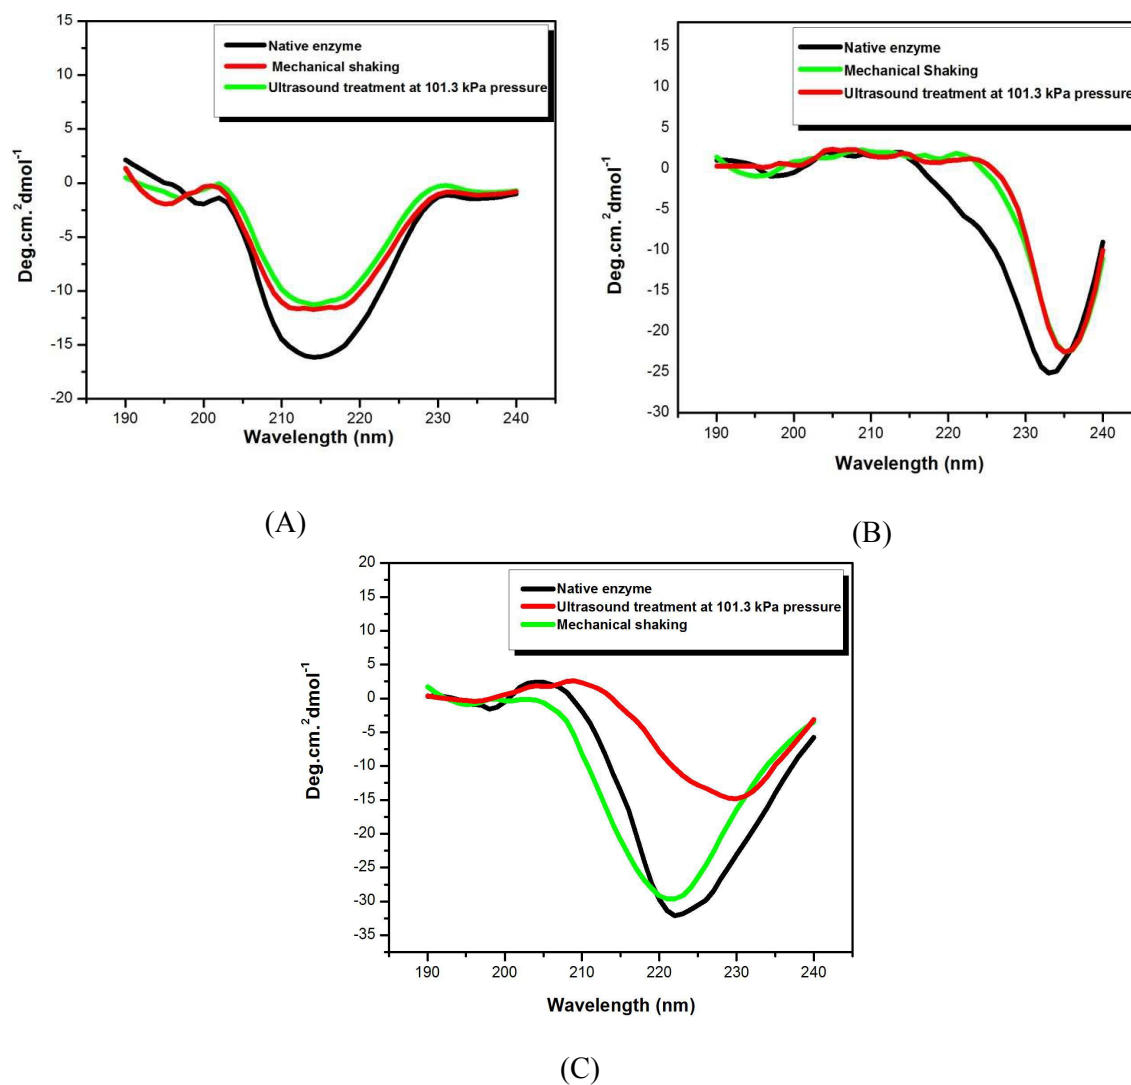 15
10
5
0
-5
-10
-15
-20
Deg.cm.²dmol⁻¹
Native enzyme
Mechanical shaking
Ultrasound treatment at 101.3 kPa pressure
190 200 210 220 230 240
Wavelength (nm)
(A)
15
10
5
0
-5
-10
-15
-20
-25
-30
Deg.cm.²dmol⁻¹
Native enzyme
Mechanical Shaking
Ultrasound treatment at 101.3 kPa pressure
190 200 210 220 230 240
Wavelength (nm)
(B)
20
15
10
5
0
-5
-10
-15
-20
-25
-30
-35
Deg.cm.²dmol⁻¹
Native enzyme
Ultrasound treatment at 101.3 kPa pressure
Mechanical shaking
190 200 210 220 230 240
Wavelength (nm)
(C)